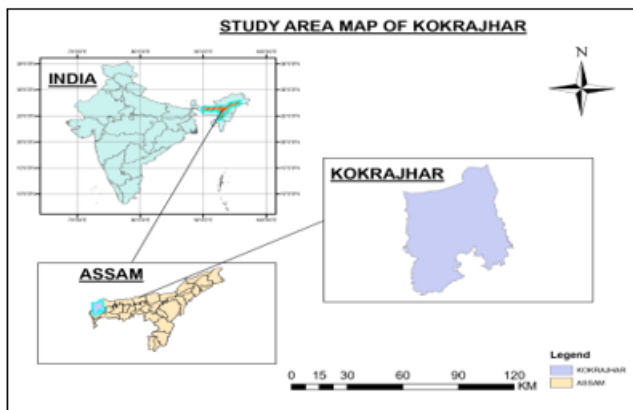 STUDY AREA MAP OF KOKRAJHAR
INDIA
N
KOKRAJHAR
ASSAM
0 15 30 60 90 120
KM
Legend
KOKRAJHAR
ASSAM